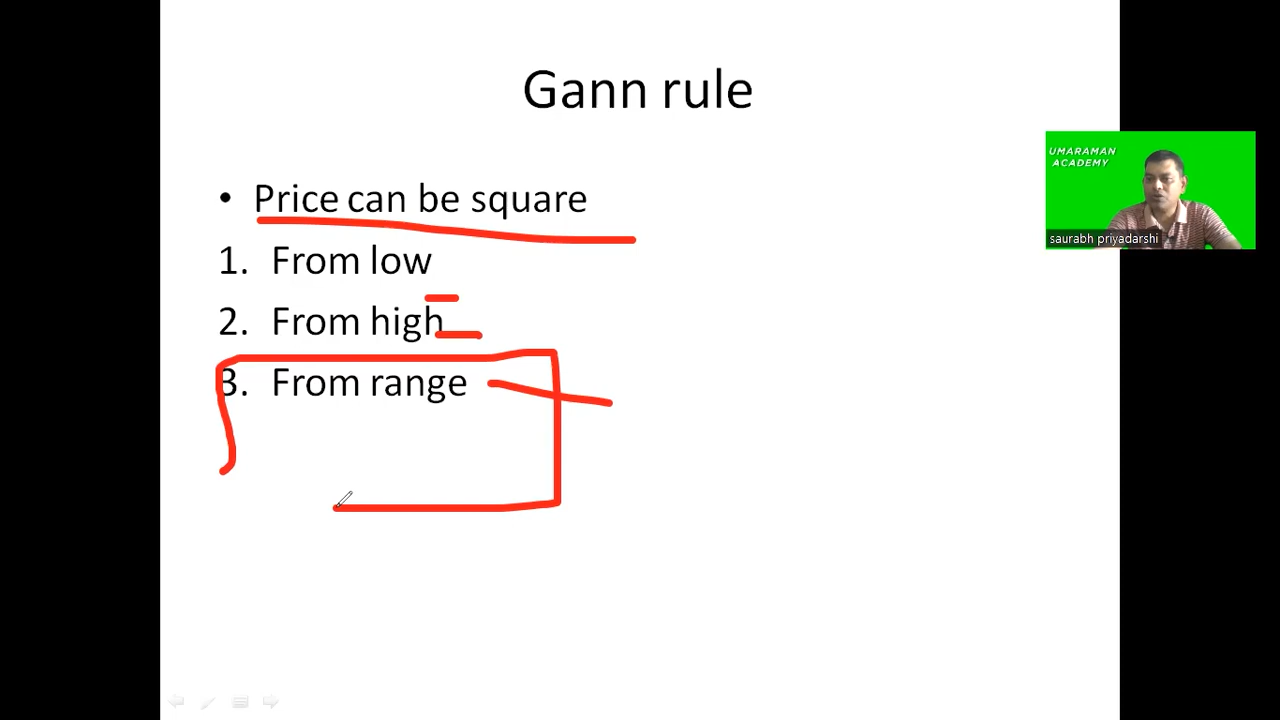 Gann rule
• Price can be square
1. From low
2. From high
3. From range
UMARAMAN
ACADEMY
saurabh priyadarshi